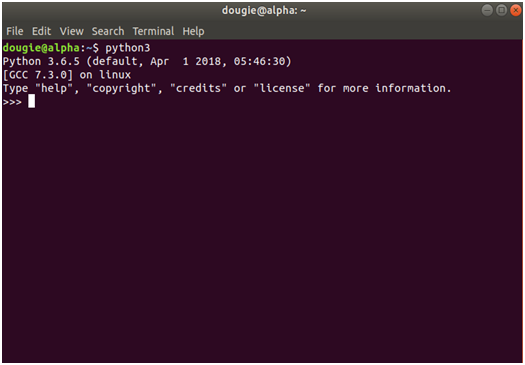 dougie@alpha: ~
File Edit View Search Terminal Help
dougie@alpha:~$ python3
Python 3.6.5 (default, Apr  1 2018, 05:46:30)
[GCC 7.3.0] on linux
Type "help", "copyright", "credits" or "license" for more information.
>>>